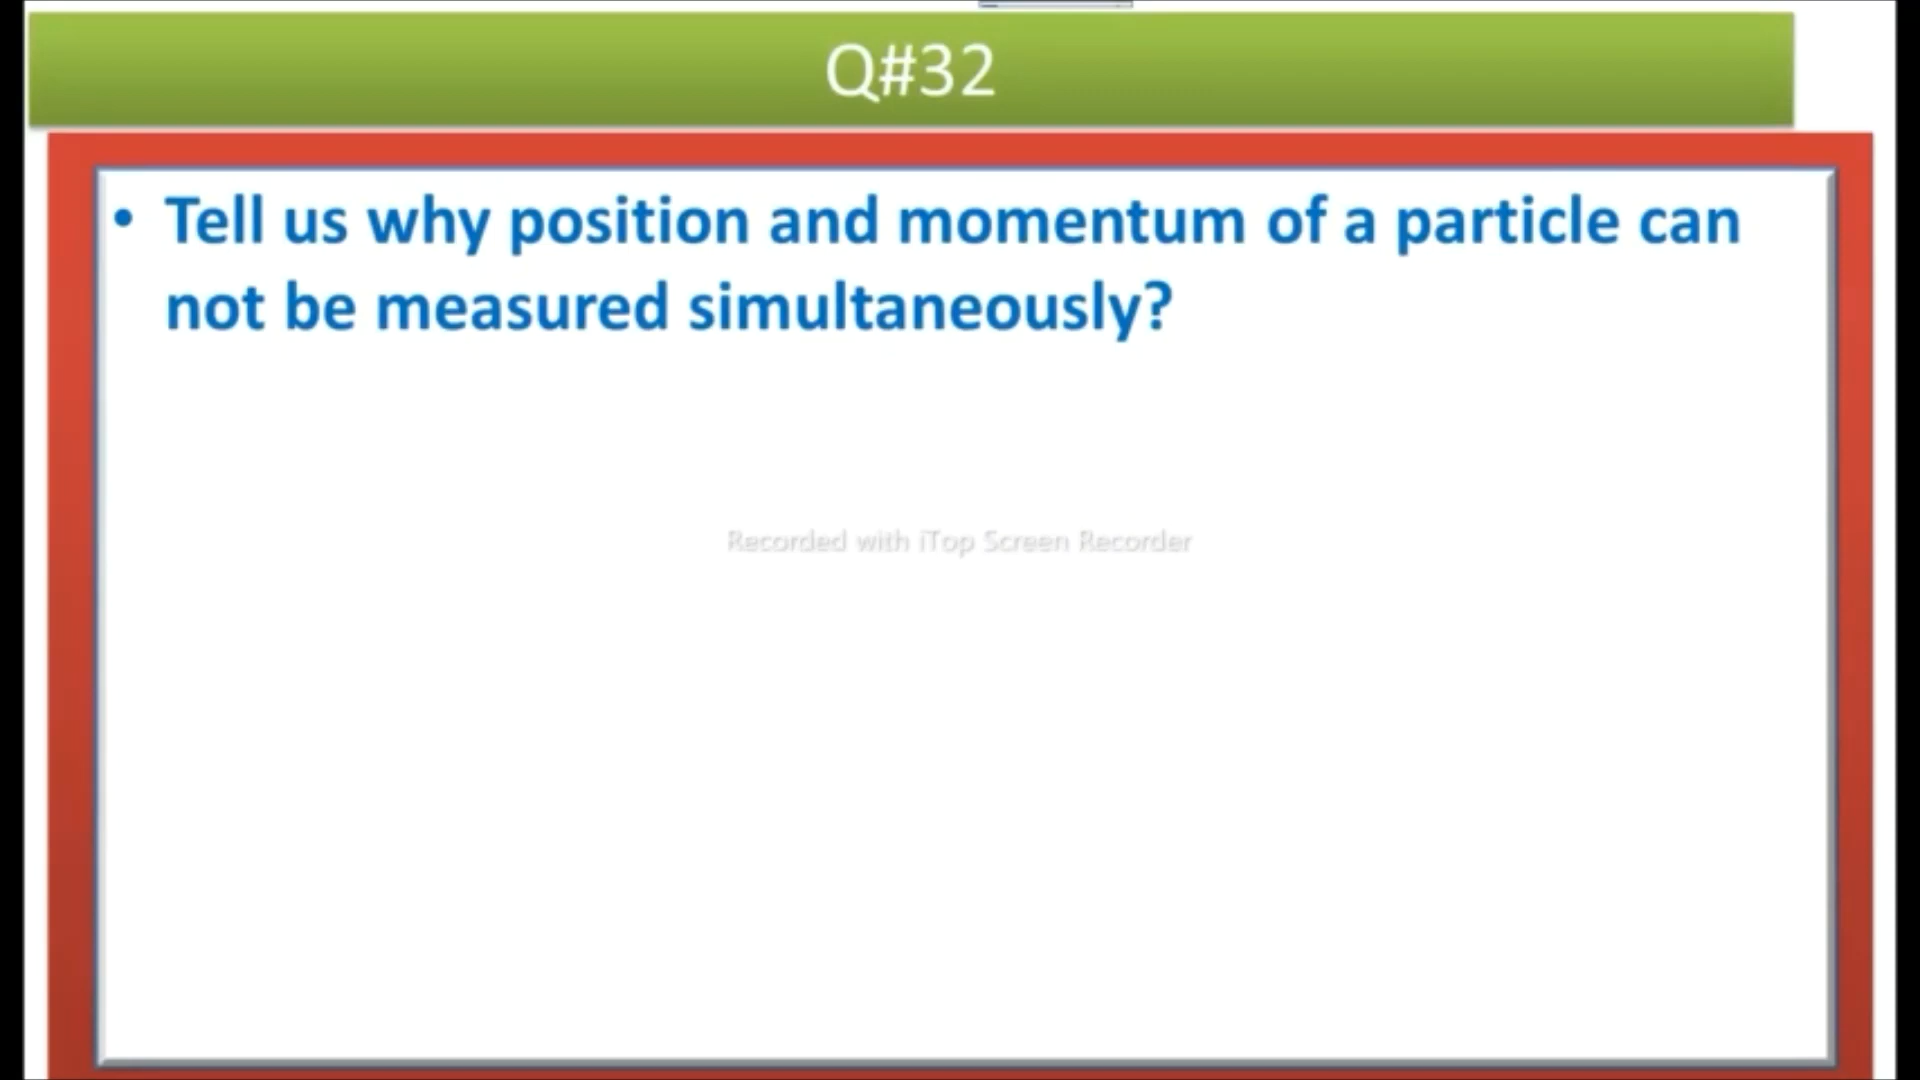 Q#32
• Tell us why position and momentum of a particle can
not be measured simultaneously?
Recorded with iTop Screen Recorder